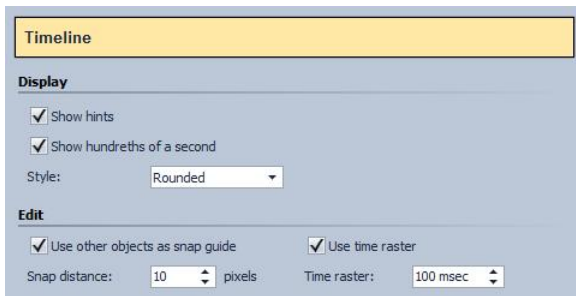 Timeline
Display
Show hints
Show hundreths of a second
Style: Rounded
Edit
Use other objects as snap guide Use time raster
Snap distance: 10 pixels Time raster: 100 msec